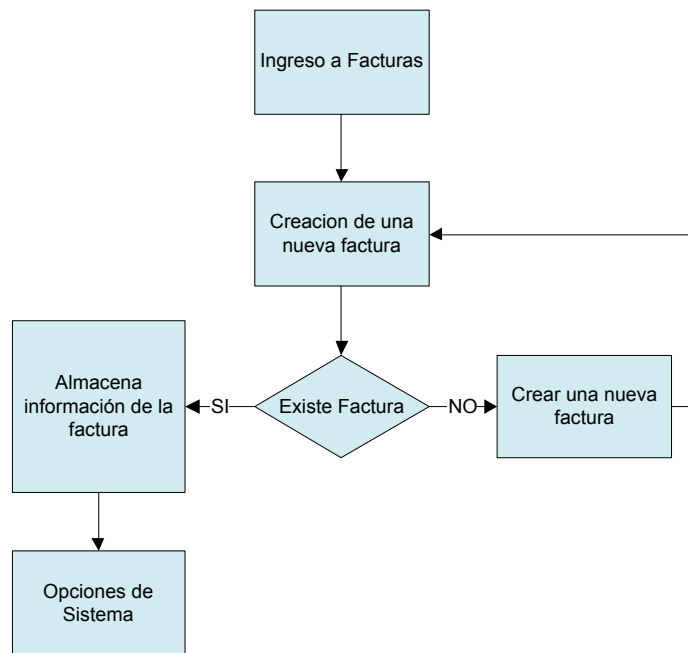 Ingreso a Facturas
Creacion de una
nueva factura
Almacena
información de la
factura
SI
Existe Factura
NO
Crear una nueva
factura
Opciones de
Sistema